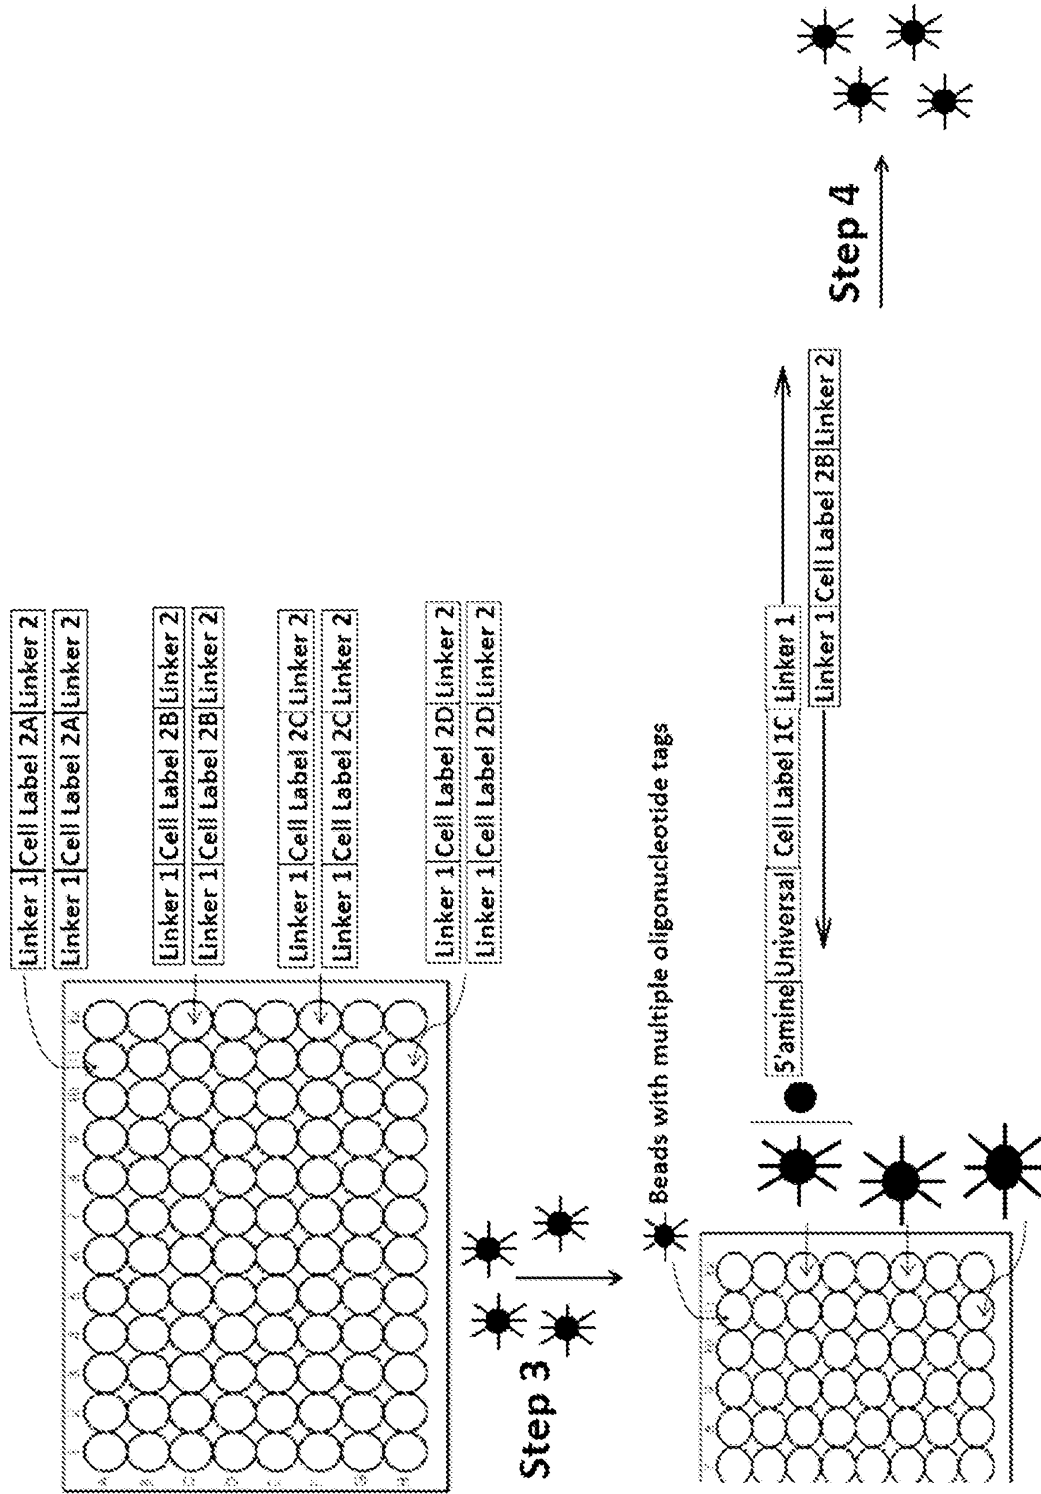 Linker 1 Cell Label 2A Linker 2
Linker 1 Cell Label 2A Linker 2
Linker 1 Cell Label 2B Linker 2
Linker 1 Cell Label 2B Linker 2
Linker 1 Cell Label 2C Linker 2
Linker 1 Cell Label 2C Linker 2
Linker 1 Cell Label 2D Linker 2
Linker 1 Cell Label 2D Linker 2
Step 3
Beads with multiple oligonucleotide tags
5'amine Universal Cell Label 1C Linker 1
Linker 1 Cell Label 2B Linker 2
Step 4